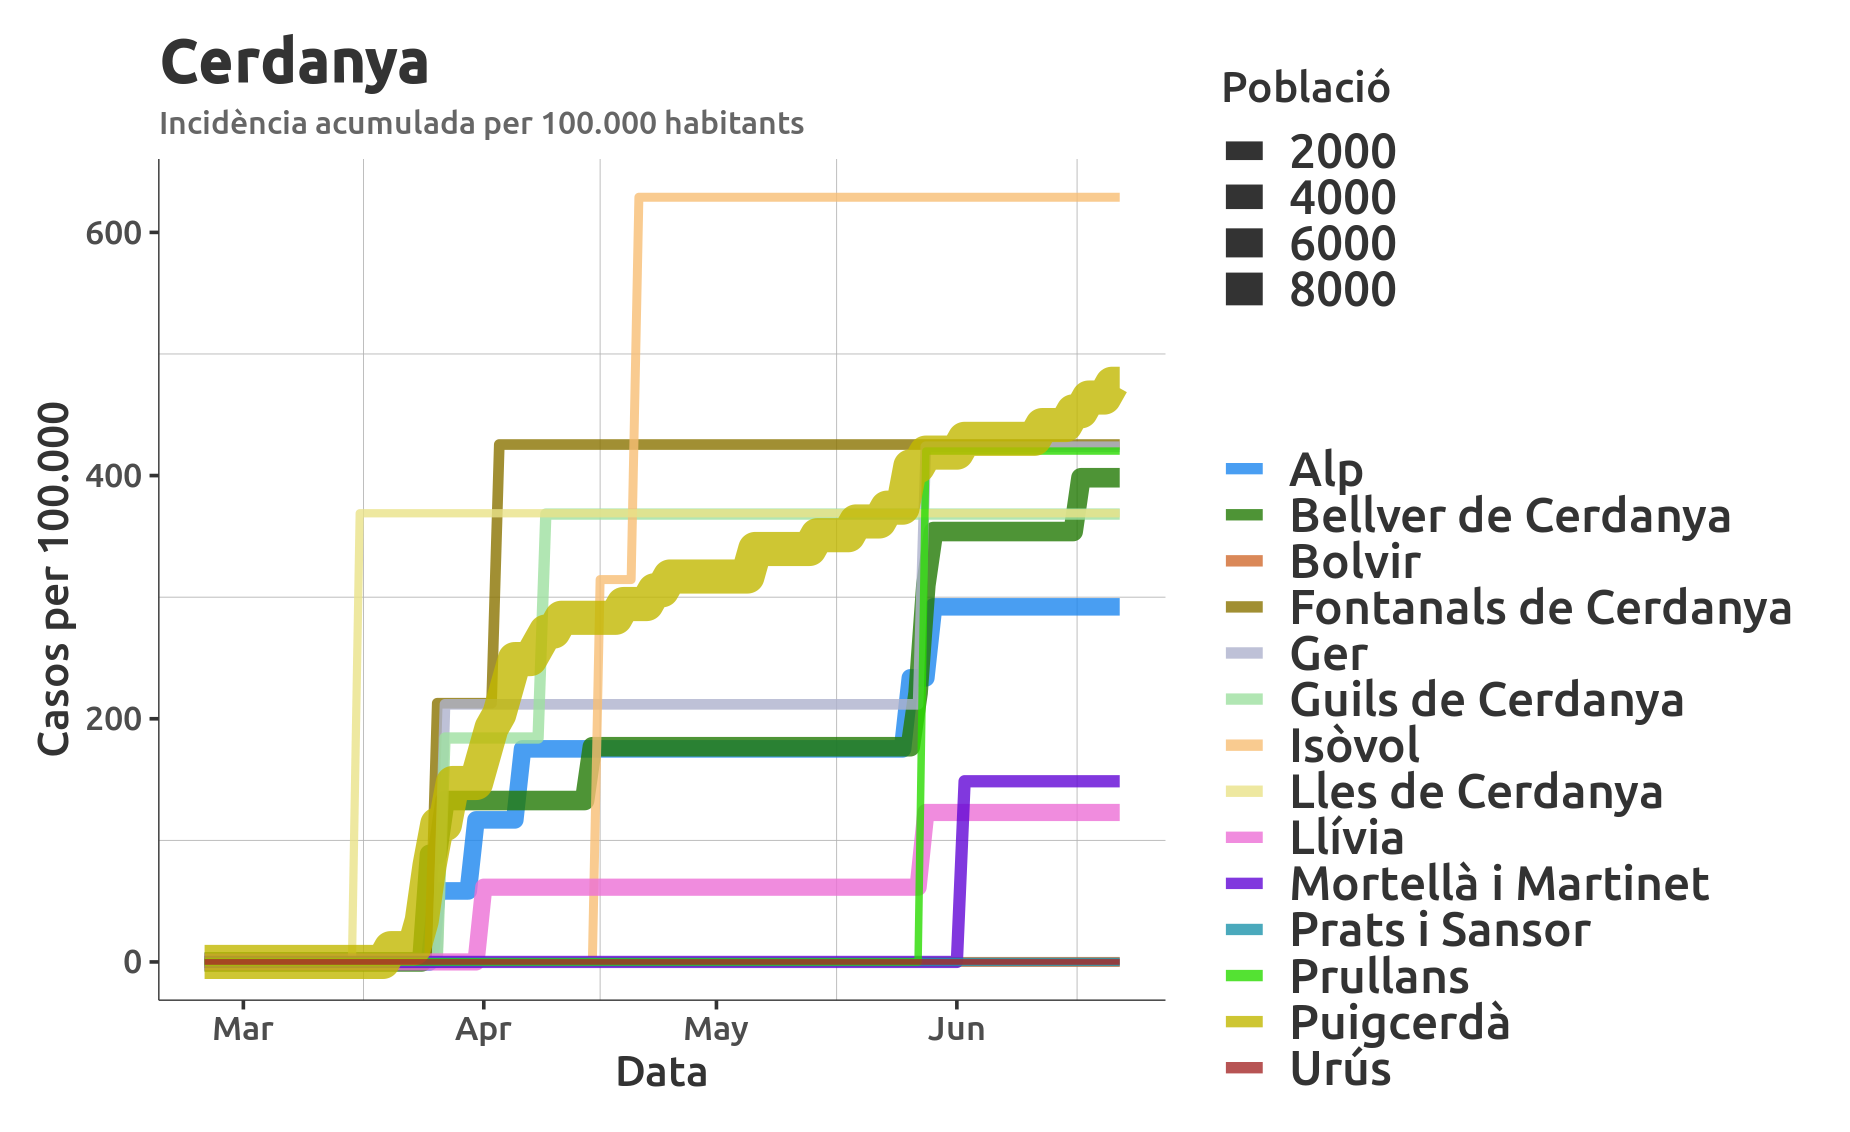 Cerdanya
Incidència acumulada per 100.000 habitants
Casos per 100.000
600
400
200
0
Mar
Apr
May
Jun
Data
Població
2000
4000
6000
8000
Alp
Bellver de Cerdanya
Bolvir
Fontanals de Cerdanya
Ger
Guils de Cerdanya
Isòvol
Lles de Cerdanya
Llívia
Mortellà i Martinet
Prats i Sansor
Prullans
Puigcerdà
Urús